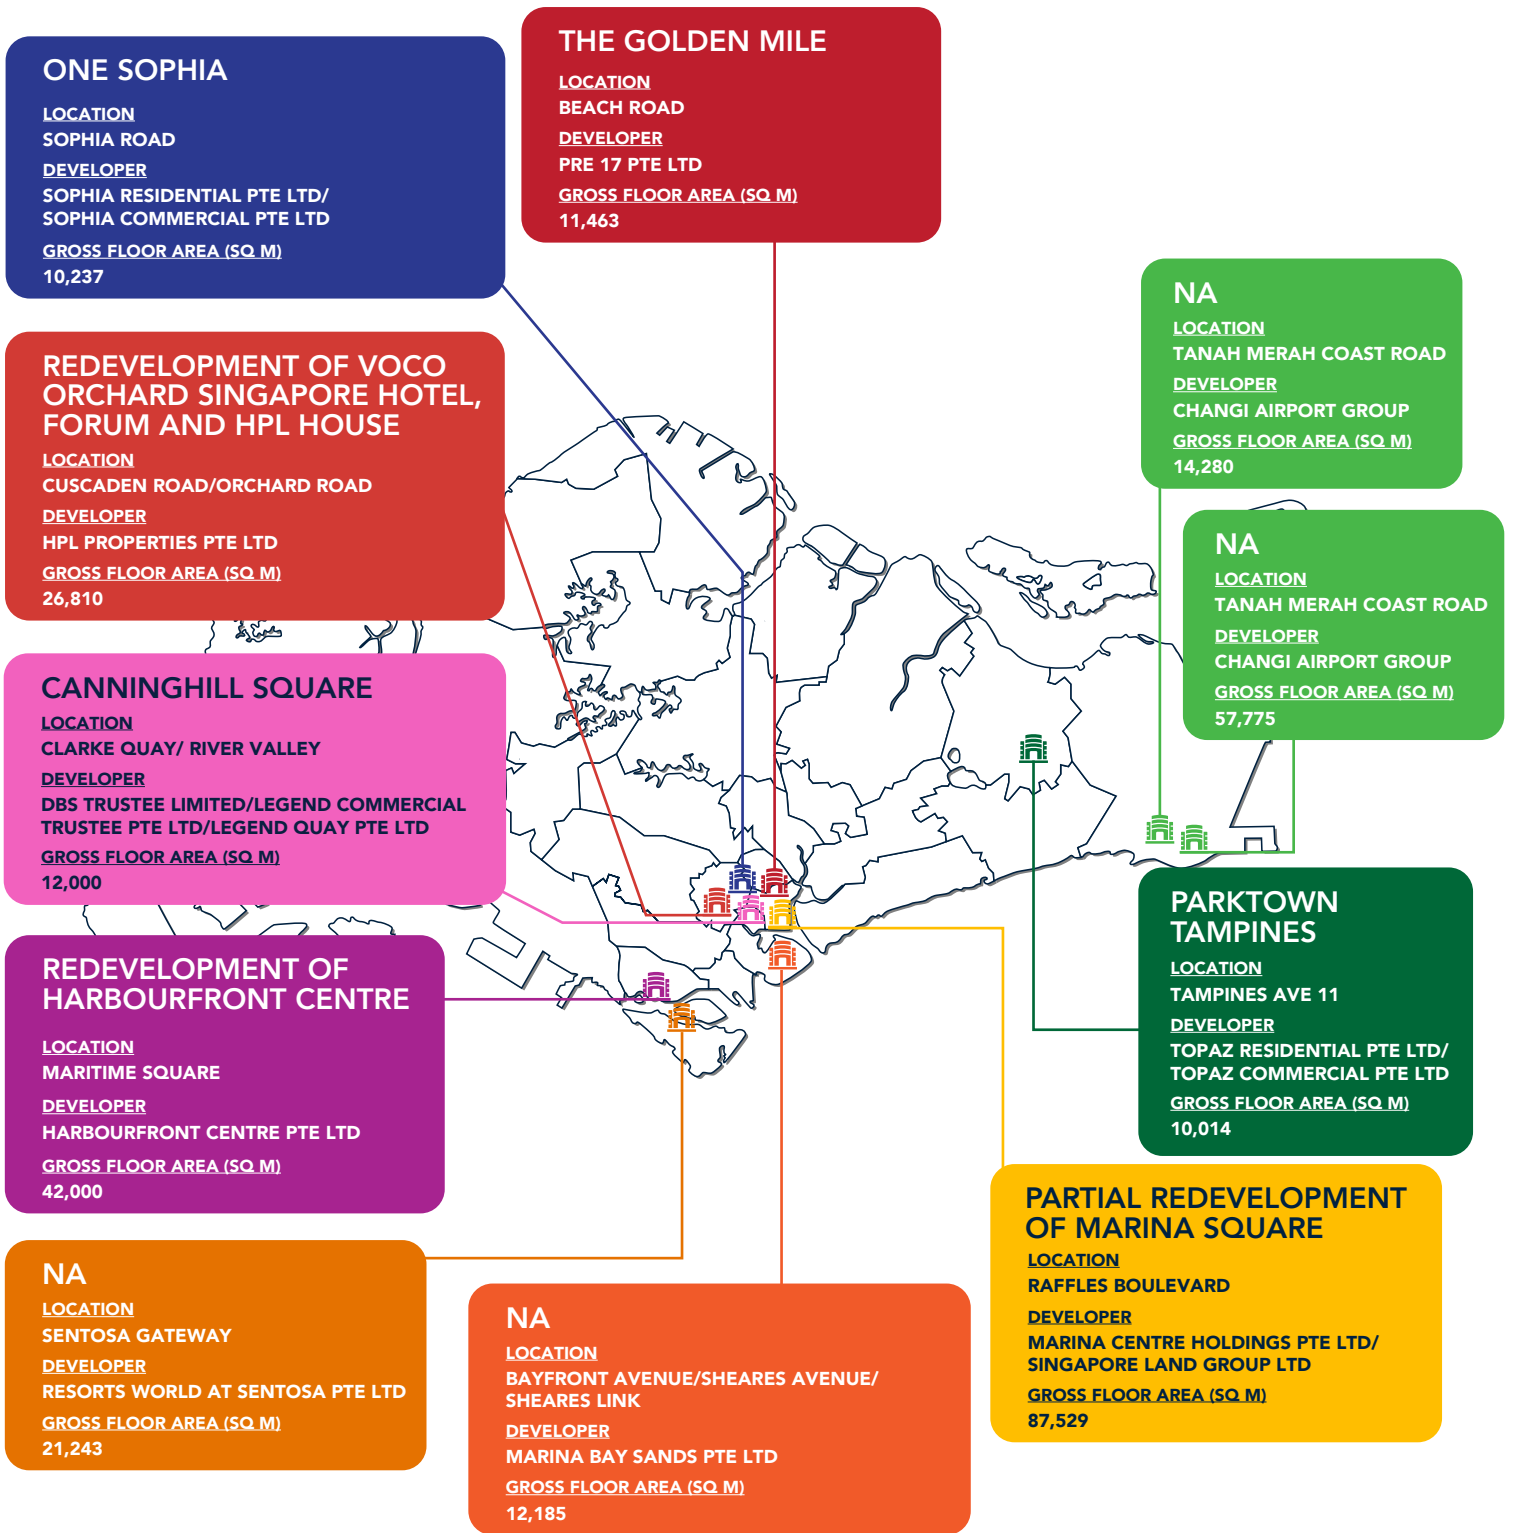 ONE SOPHIA
LOCATION
SOPHIA ROAD
DEVELOPER
SOPHIA RESIDENTIAL PTE LTD/
SOPHIA COMMERCIAL PTE LTD
GROSS FLOOR AREA (SQ M)
10,237
THE GOLDEN MILE
LOCATION
BEACH ROAD
DEVELOPER
PRE 17 PTE LTD
GROSS FLOOR AREA (SQ M)
11,463
NA
LOCATION
TANAH MERAH COAST ROAD
DEVELOPER
CHANGI AIRPORT GROUP
GROSS FLOOR AREA (SQ M)
14,280
REDEVELOPMENT OF VOCO
ORCHARD SINGAPORE HOTEL,
FORUM AND HPL HOUSE
LOCATION
CUSCADEN ROAD/ORCHARD ROAD
DEVELOPER
HPL PROPERTIES PTE LTD
GROSS FLOOR AREA (SQ M)
26,810
NA
LOCATION
TANAH MERAH COAST ROAD
DEVELOPER
CHANGI AIRPORT GROUP
GROSS FLOOR AREA (SQ M)
57,775
CANNINGHILL SQUARE
LOCATION
CLARKE QUAY/ RIVER VALLEY
DEVELOPER
DBS TRUSTEE LIMITED/LEGEND COMMERCIAL
TRUSTEE PTE LTD/LEGEND QUAY PTE LTD
GROSS FLOOR AREA (SQ M)
12,000
PARKTOWN
TAMPINES
LOCATION
TAMPINES AVE 11
DEVELOPER
TOPAZ RESIDENTIAL PTE LTD/
TOPAZ COMMERCIAL PTE LTD
GROSS FLOOR AREA (SQ M)
10,014
REDEVELOPMENT OF
HARBOURFRONT CENTRE
LOCATION
MARITIME SQUARE
DEVELOPER
HARBOURFRONT CENTRE PTE LTD
GROSS FLOOR AREA (SQ M)
42,000
PARTIAL REDEVELOPMENT
OF MARINA SQUARE
LOCATION
RAFFLES BOULEVARD
DEVELOPER
MARINA CENTRE HOLDINGS PTE LTD/
SINGAPORE LAND GROUP LTD
GROSS FLOOR AREA (SQ M)
87,529
NA
LOCATION
SENTOSA GATEWAY
DEVELOPER
RESORTS WORLD AT SENTOSA PTE LTD
GROSS FLOOR AREA (SQ M)
21,243
NA
LOCATION
BAYFRONT AVENUE/SHEARES AVENUE/
SHEARES LINK
DEVELOPER
MARINA BAY SANDS PTE LTD
GROSS FLOOR AREA (SQ M)
12,185